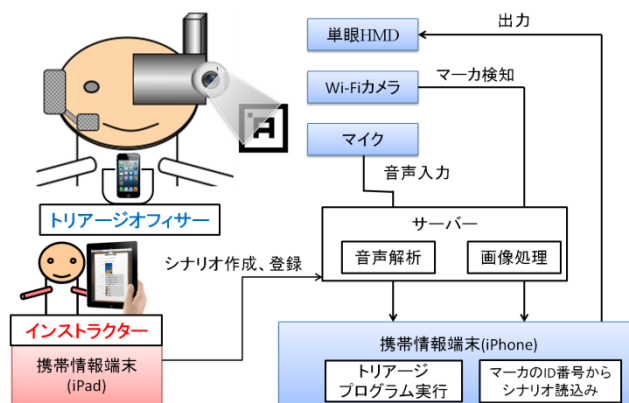 単眼HMD
出力
Wi-Fiカメラ
マーカ検知
A
マイク
音声入力
トリアージオフィサー
サーバー
音声解析
画像処理
シナリオ作成、登録
インストラクター
携帯情報端末
(iPad)
携帯情報端末(iPhone)
トリアージ
プログラム実行
マーカのID番号から
シナリオ読込み